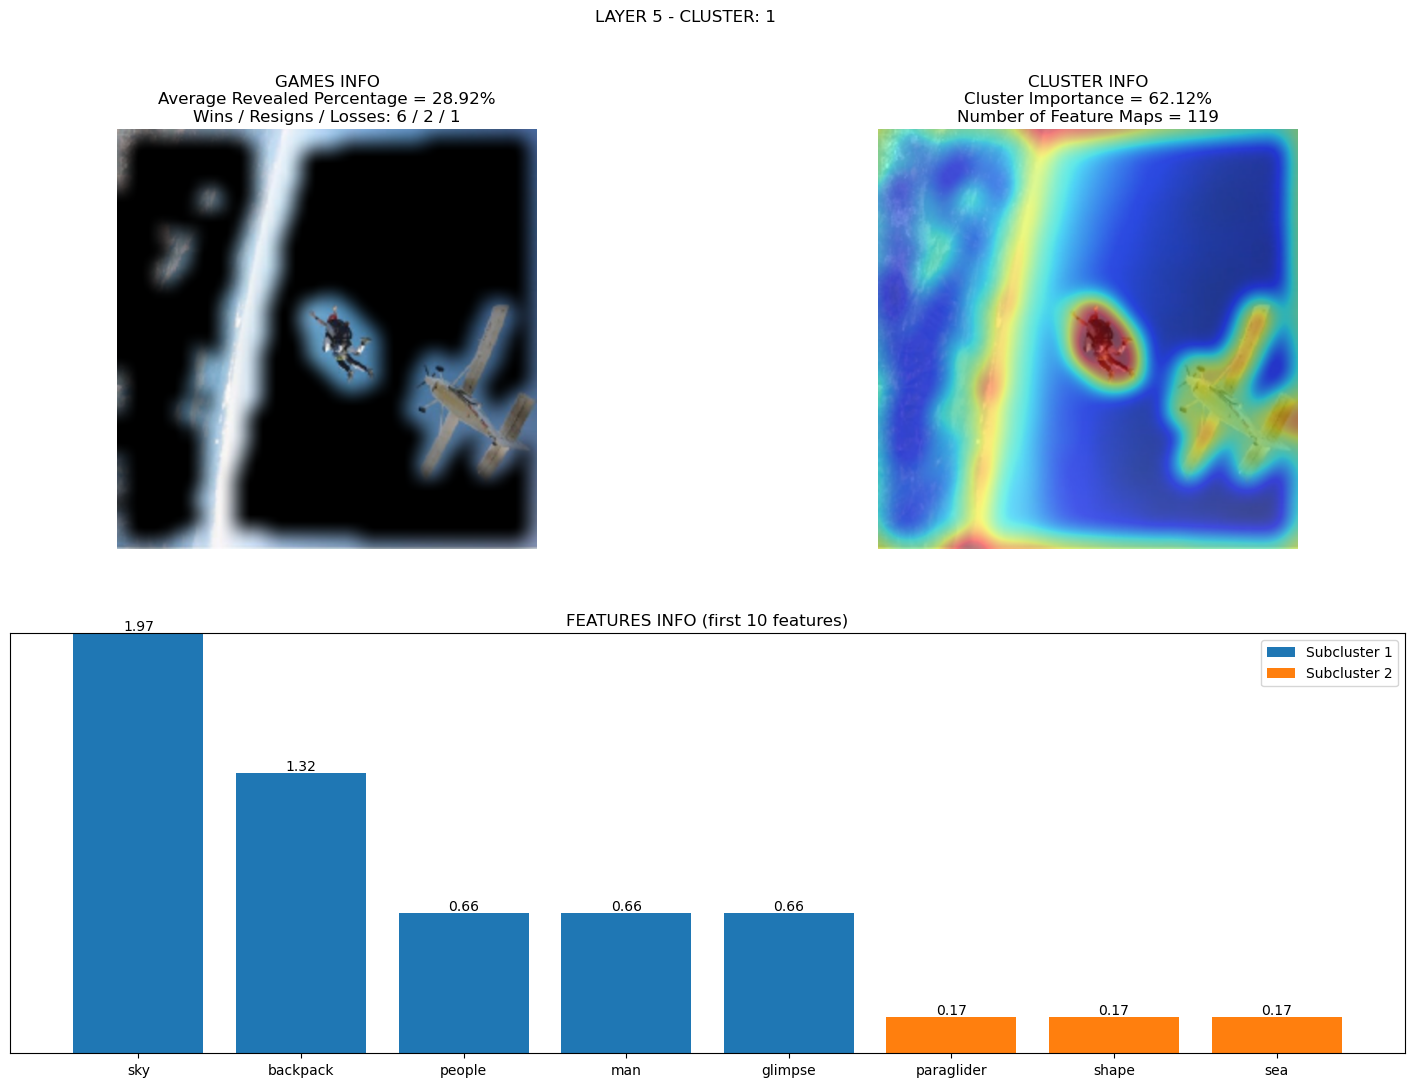 LAYER 5 - CLUSTER: 1
GAMES INFO
Average Revealed Percentage = 28.92%
Wins / Resigns / Losses: 6 / 2 / 1
CLUSTER INFO
Cluster Importance = 62.12%
Number of Feature Maps = 119
FEATURES INFO (first 10 features)
Subcluster 1
Subcluster 2
1.97
1.32
0.66
0.66
0.66
0.17
0.17
0.17
sky
backpack
people
man
glimpse
paraglider
shape
sea